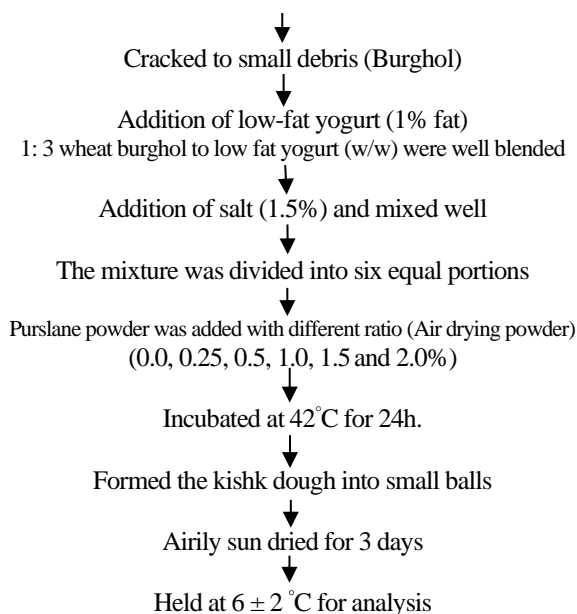 Cracked to small debris (Burghol)
Addition of low-fat yogurt (1% fat)
1: 3 wheat burghol to low fat yogurt (w/w) were well blended
Addition of salt (1.5%) and mixed well
The mixture was divided into six equal portions
Purslane powder was added with different ratio (Air drying powder)
(0.0, 0.25, 0.5, 1.0, 1.5 and 2.0%)
Incubated at 42°C for 24h.
Formed the kishk dough into small balls
Airily sun dried for 3 days
Held at 6 ± 2 °C for analysis